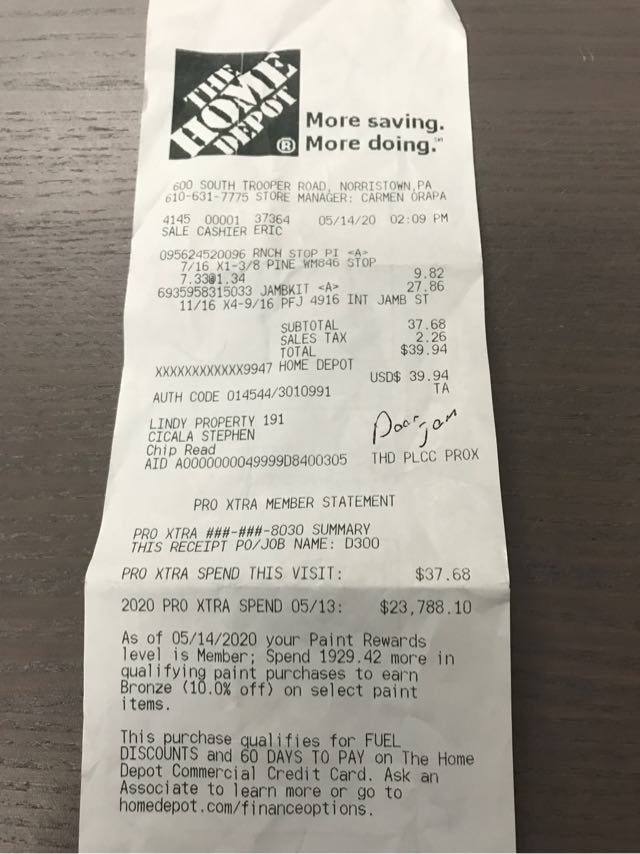 THE
HOME
DEPOT ®
More saving.
More doing.℠
600 SOUTH TROOPER ROAD, NORRISTOWN,PA
610-631-7775 STORE MANAGER: CARMEN ORAPA
4145 00001 37364 05/14/20 02:09 PM
SALE CASHIER ERIC
095624520096 RNCH STOP PI <A>
7/16 X1-3/8 PINE WM846 STOP
7.33@1.34 9.82
6935958315033 JAMBKIT <A> 27.86
11/16 X4-9/16 PFJ 4916 INT JAMB ST
SUBTOTAL 37.68
SALES TAX 2.26
TOTAL $39.94
XXXXXXXXXXXX9947 HOME DEPOT
USD$ 39.94
AUTH CODE 014544/3010991 TA
LINDY PROPERTY 191
CICALA STEPHEN
Door jam
Chip Read
AID A0000000049999D8400305 THD PLCC PROX
PRO XTRA MEMBER STATEMENT
PRO XTRA ###-###-8030 SUMMARY
THIS RECEIPT PO/JOB NAME: D300
PRO XTRA SPEND THIS VISIT: $37.68
2020 PRO XTRA SPEND 05/13: $23,788.10
As of 05/14/2020 your Paint Rewards
level is Member; Spend 1929.42 more in
qualifying paint purchases to earn
Bronze (10.0% off) on select paint
items.
This purchase qualifies for FUEL
DISCOUNTS and 60 DAYS TO PAY on The Home
Depot Commercial Credit Card. Ask an
Associate to learn more or go to
homedepot.com/financeoptions.